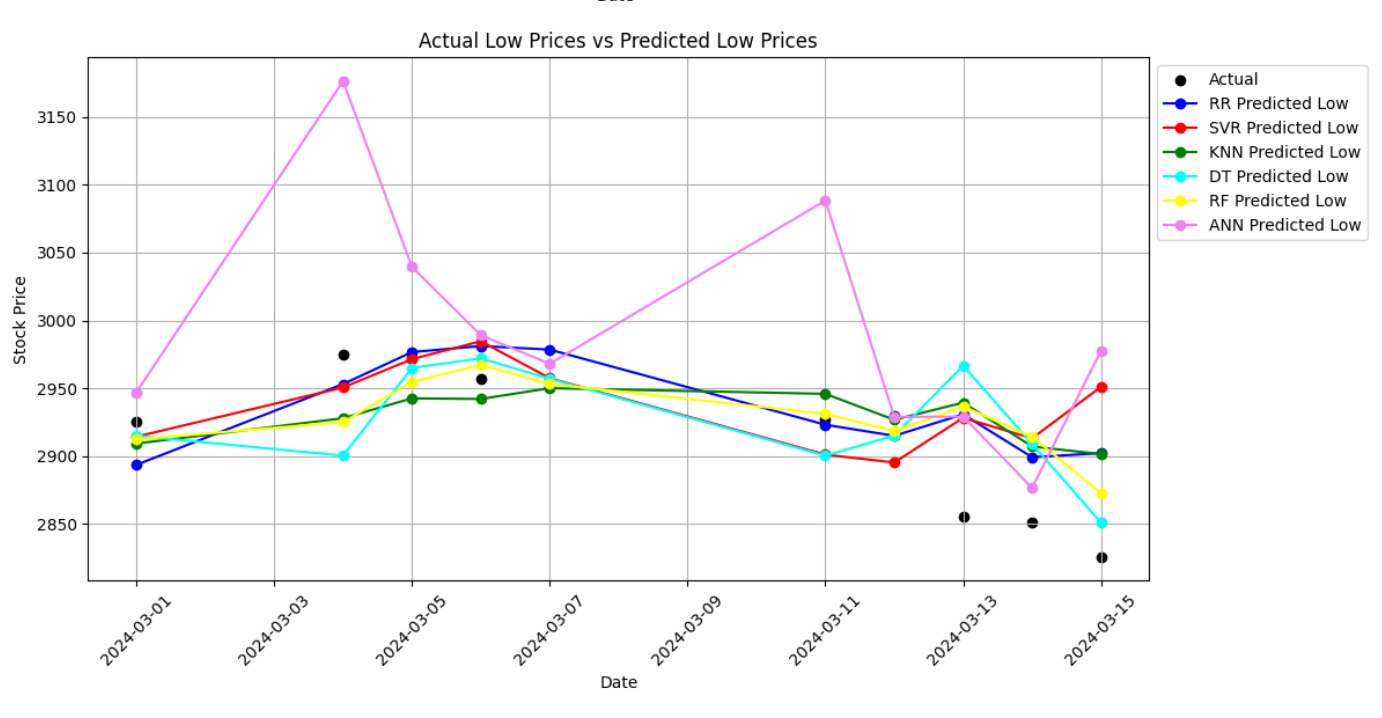 Date
Actual Low Prices vs Predicted Low Prices
Actual
RR Predicted Low
SVR Predicted Low
KNN Predicted Low
DT Predicted Low
RF Predicted Low
ANN Predicted Low
3150
3100
3050
3000
2950
2900
2850
Stock Price
2024-03-01
2024-03-03
2024-03-05
2024-03-07
2024-03-09
2024-03-11
2024-03-13
2024-03-15
Date